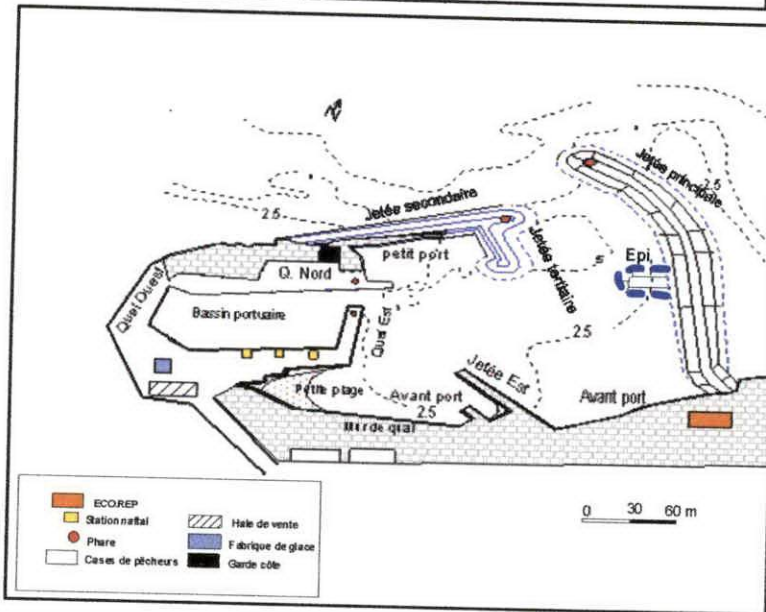 Jetée principale
2.5
Jetée secondaire
2.5
petit port
Jetée tertiaire
Epi
5
Q. Nord
Quai Ouest
Bassin portuaire
Quai Est
2.5
Jetée Est
Petite plage
Avant port
Avant port
2.5
Mur de quai
ECOREP
Station nattal
Hale de vente
Phare
Fabrique de glace
Cases de pêcheurs
Garde côte
0 30 60 m